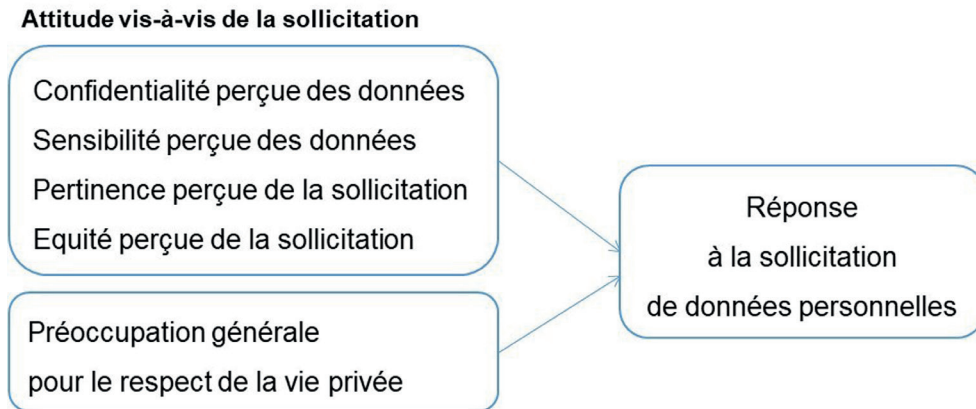 Attitude vis-à-vis de la sollicitation
Confidentialité perçue des données
Sensibilité perçue des données
Pertinence perçue de la sollicitation
Equité perçue de la sollicitation
Préoccupation générale
pour le respect de la vie privée
Réponse
à la sollicitation
de données personnelles